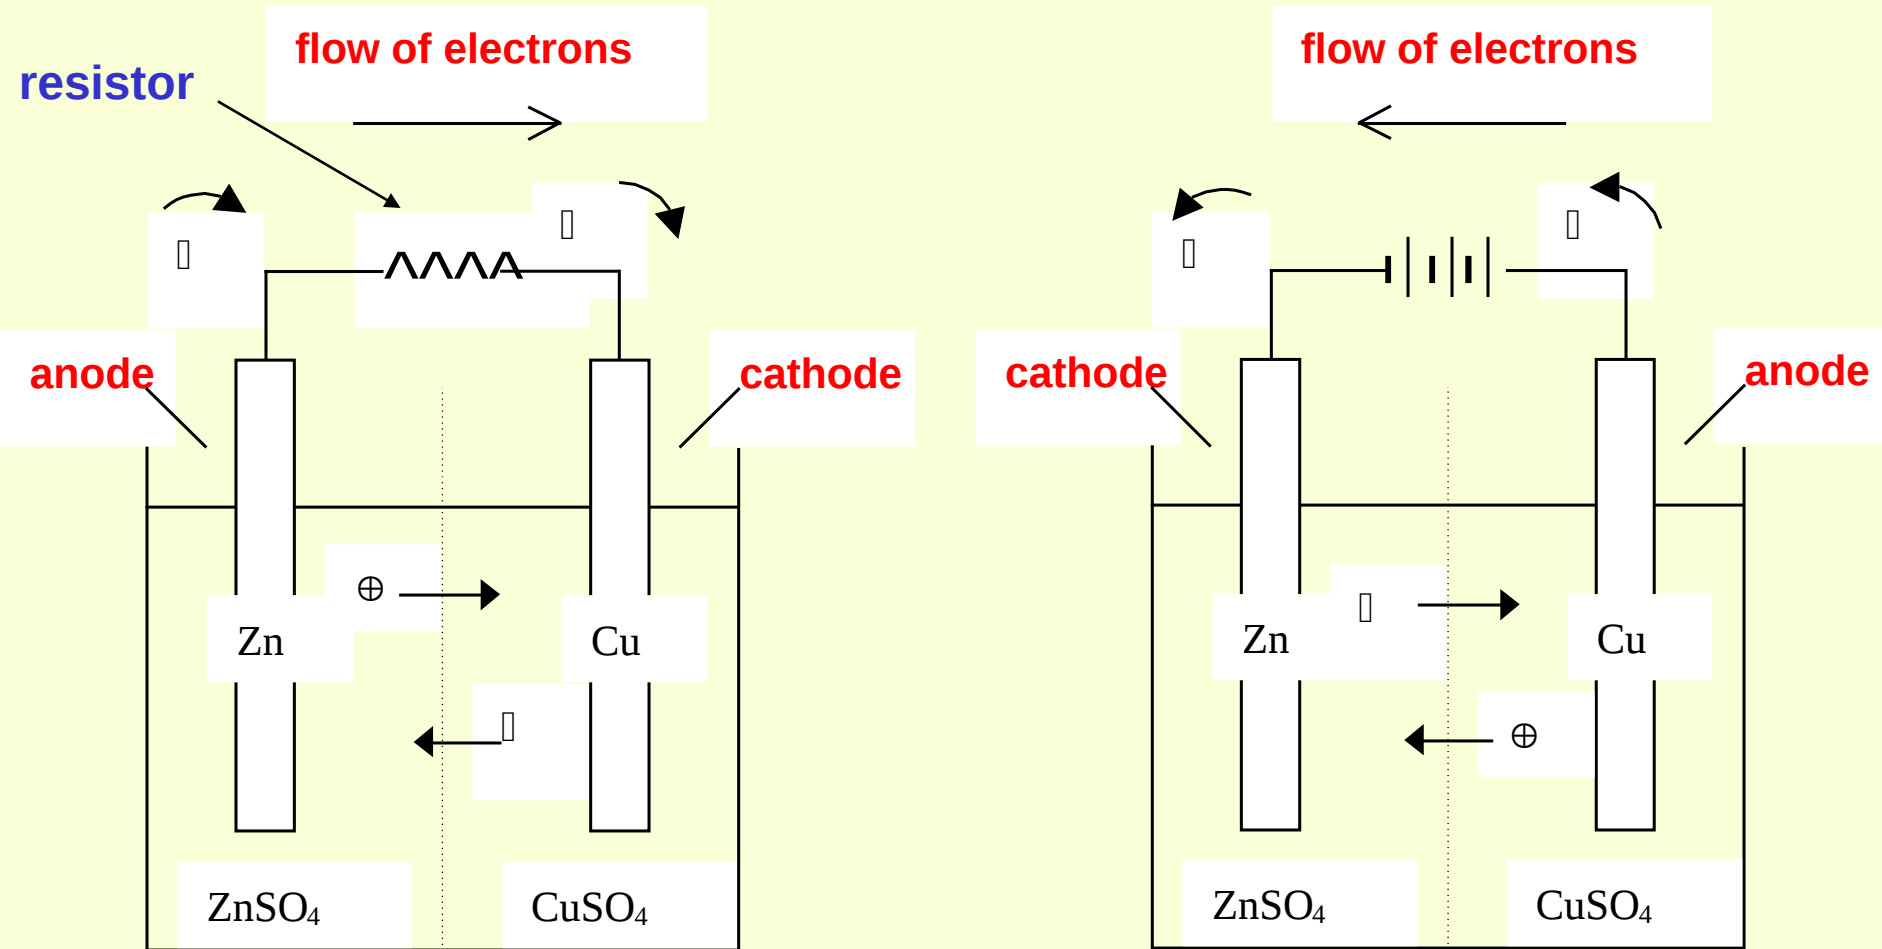 flow of electrons
resistor
anode
cathode
⊕
Zn
Cu
ZnSO₄
CuSO₄
flow of electrons
cathode
anode
Zn
Cu
⊕
ZnSO₄
CuSO₄